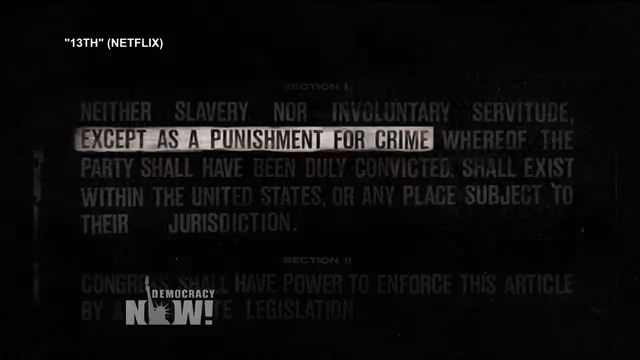 "13TH" (NETFLIX)
SECTION I
NEITHER SLAVERY NOR INVOLUNTARY SERVITUDE,
EXCEPT AS A PUNISHMENT FOR CRIME WHEREOF THE
PARTY SHALL HAVE BEEN DULY CONVICTED, SHALL EXIST
WITHIN THE UNITED STATES, OR ANY PLACE SUBJECT TO
THEIR JURISDICTION.
SECTION II
CONGRESS SHALL HAVE POWER TO ENFORCE THIS ARTICLE
BY LEGISLATION
DEMOCRACY
NOW!